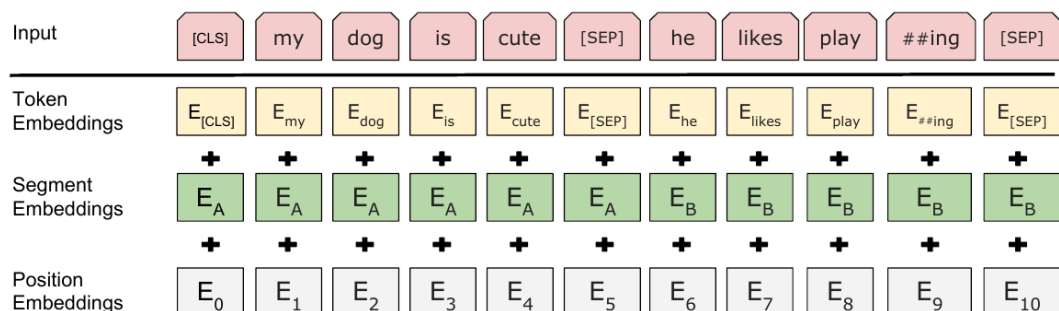 Input [CLS] my dog is cute [SEP] he likes play ##ing [SEP]
Token Embeddings E[CLS] Emy Edog Eis Ecute E[SEP] Ehe Elikes Eplay E##ing E[SEP]
+ + + + + + + + + + +
Segment Embeddings EA EA EA EA EA EA EB EB EB EB EB
+ + + + + + + + + + +
Position Embeddings E0 E1 E2 E3 E4 E5 E6 E7 E8 E9 E10